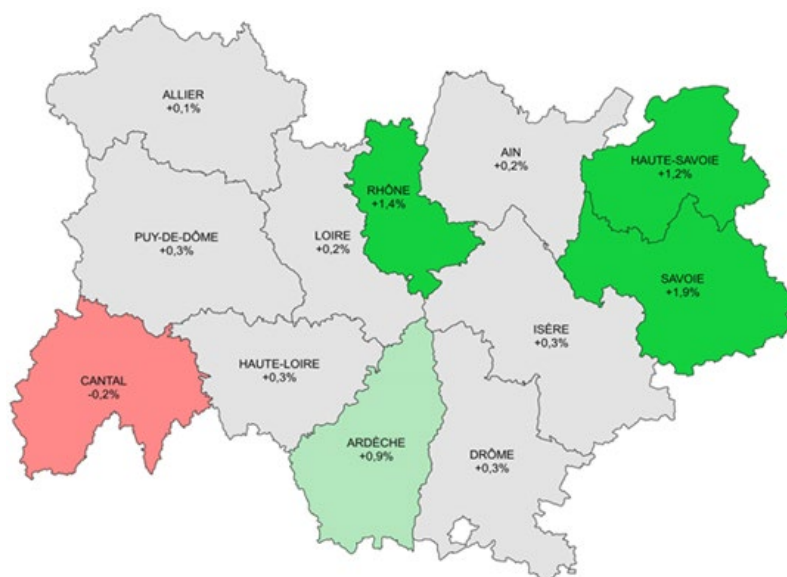 ALLIER
+0,1%
AIN
+0,2%
HAUTE-SAVOIE
+1,2%
RHÔNE
+1,4%
PUY-DE-DÔME
+0,3%
LOIRE
+0,2%
SAVOIE
+1,9%
ISÈRE
+0,3%
HAUTE-LOIRE
+0,3%
CANTAL
-0,2%
ARDÈCHE
+0,9%
DRÔME
+0,3%